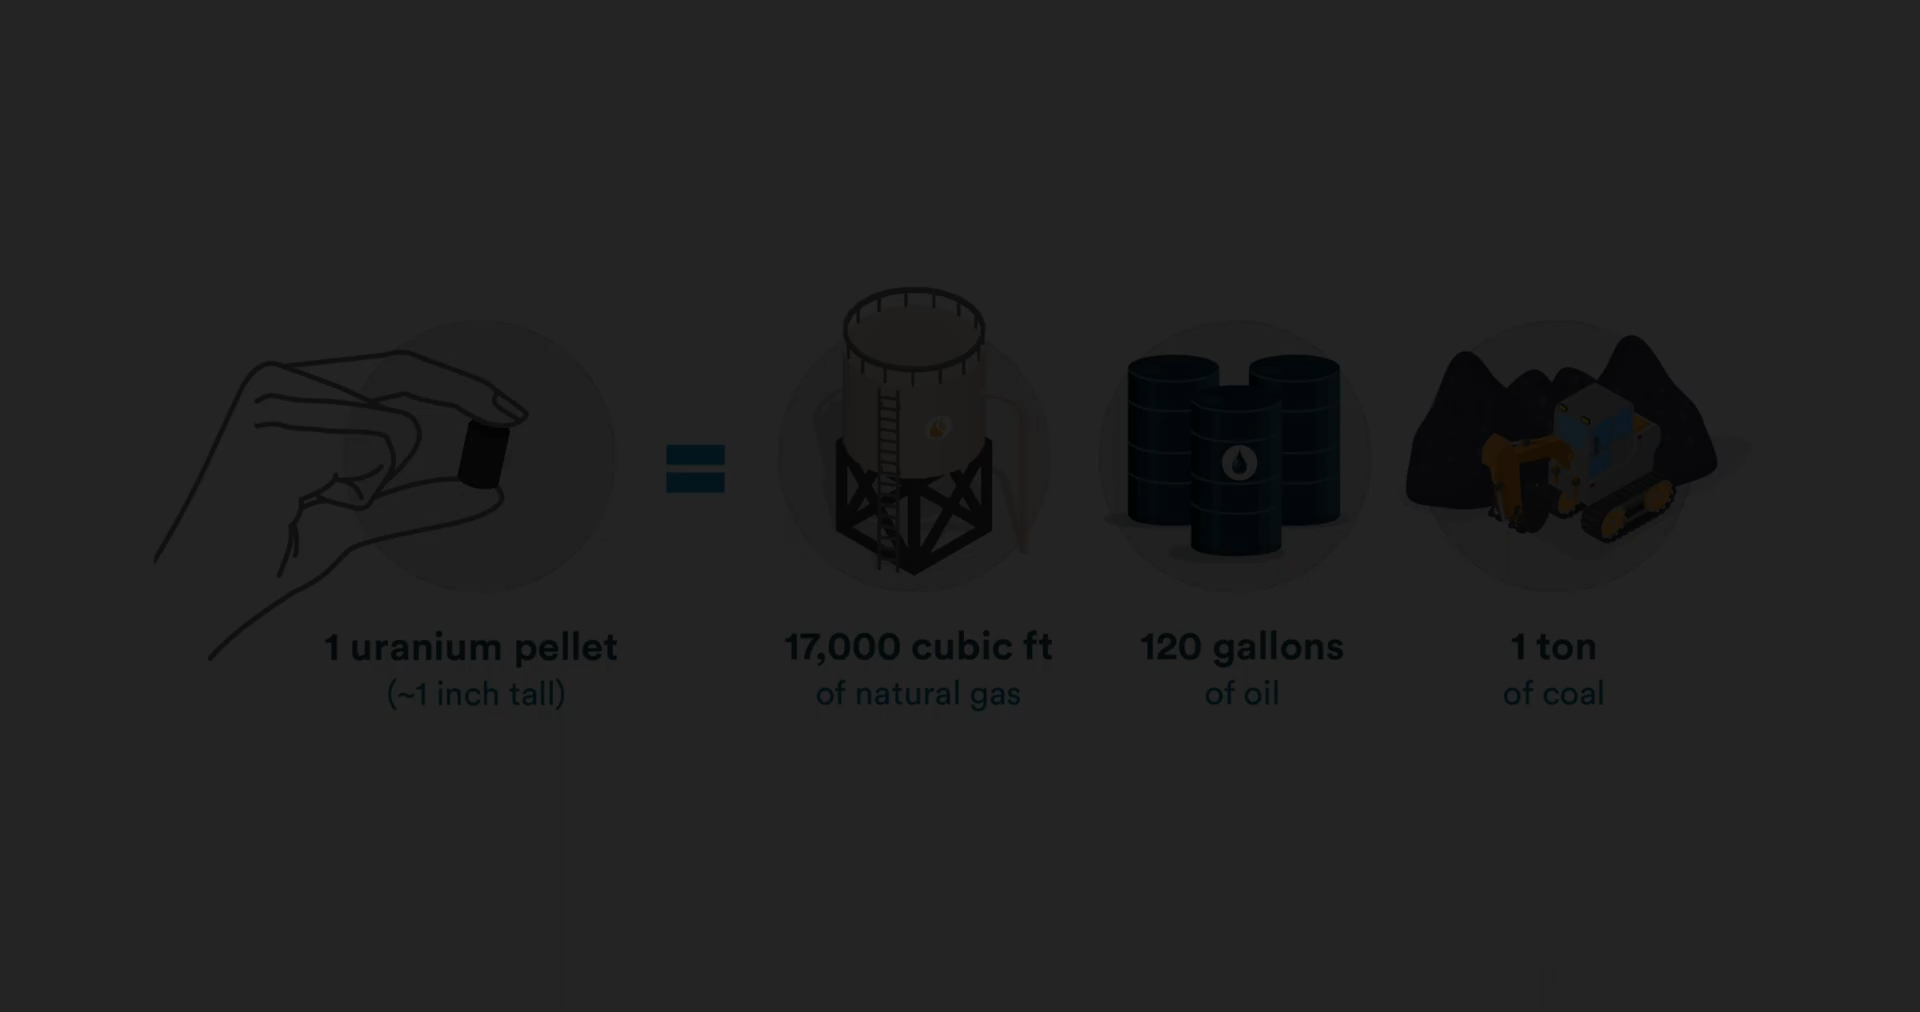 1 uranium pellet
(~1 inch tall)
17,000 cubic ft
of natural gas
120 gallons
of oil
1 ton
of coal